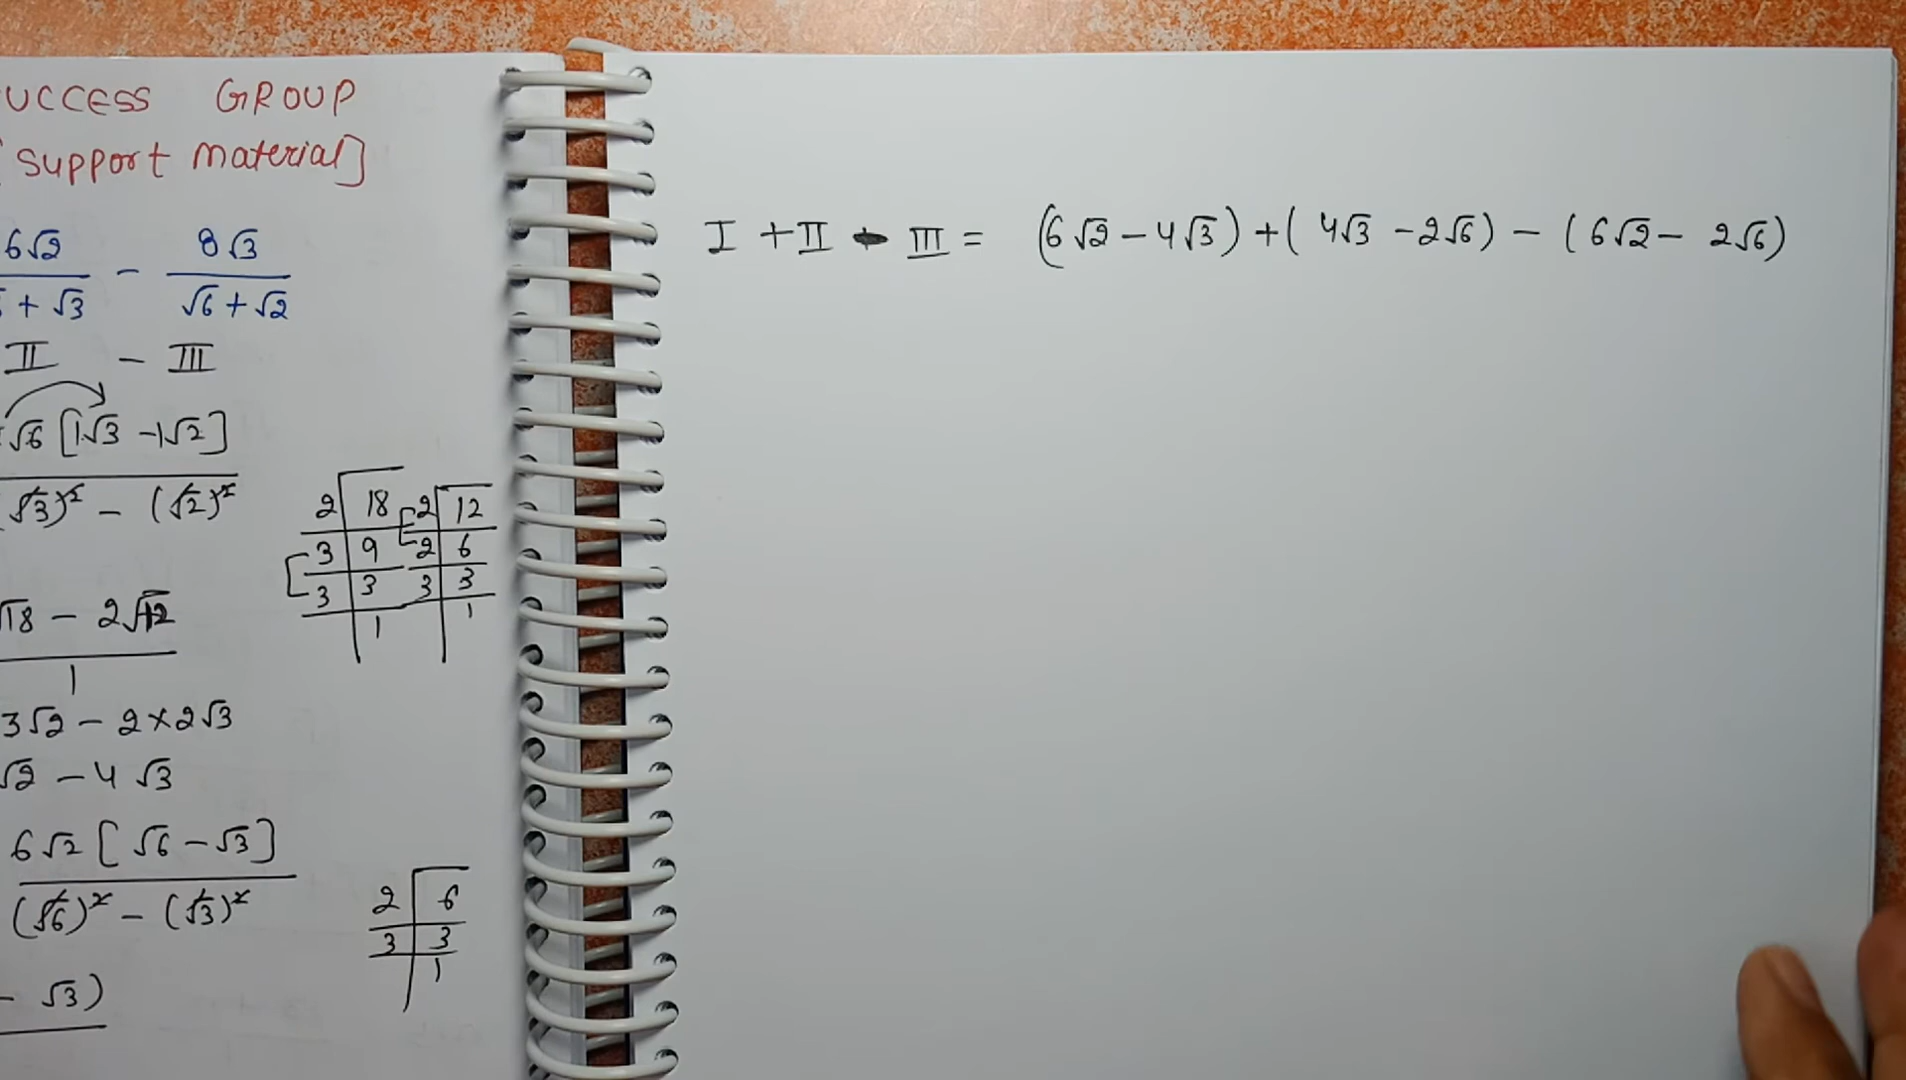 UCCESS GROUP
[Support material]
6√2 / + √3 − 8√3 / √6 + √2
II − III
√6 [1√3 −1√2]
(√3)² − (√2)²
2 18
3 9
3 3
1
2 12
2 6
3 3
1
√18 − 2√12
1
3√2 − 2×2√3
√2 − 4√3
6√2 [√6 − √3]
(√6)² − (√3)²
2 6
3 3
1
− √3)
I + II - III = (6√2 − 4√3) + (4√3 − 2√6) − (6√2 − 2√6)